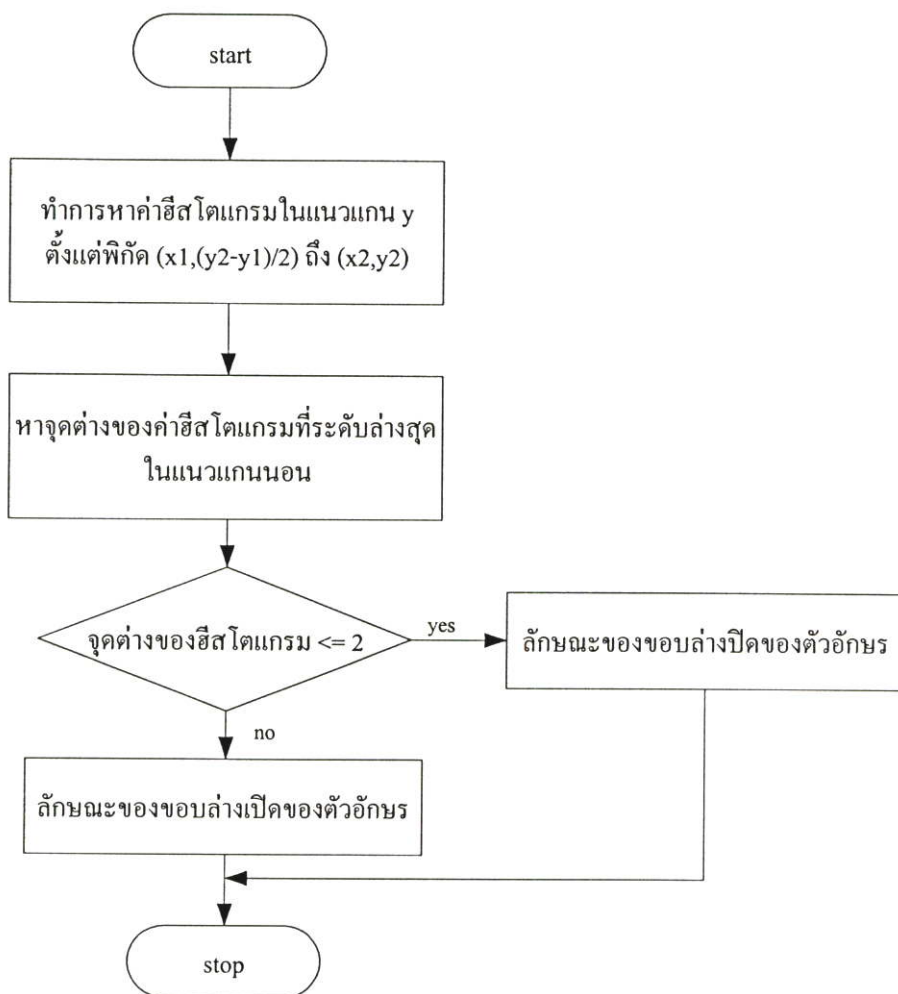 start
ทำการหาค่าฮีสโตแกรมในแนวแกน y
ตั้งแต่พิกัด (x1,(y2-y1)/2) ถึง (x2,y2)
หาจุดต่างของค่าฮีสโตแกรมที่ระดับล่างสุด
ในแนวแกนนอน
จุดต่างของฮีสโตแกรม <= 2
yes
ลักษณะของขอบล่างปิดของตัวอักษร
no
ลักษณะของขอบล่างเปิดของตัวอักษร
stop